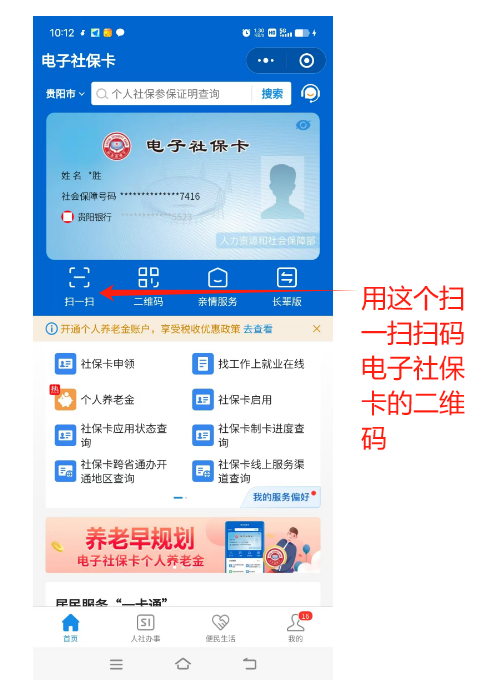 10:12
电子社保卡
贵阳市
个人社保参保证明查询
搜索
电子社保卡
姓名 *胜
社会保障号码 **************7416
贵阳银行 ************5523
人力资源和社会保障部
扫一扫
二维码
亲情服务
长辈版
用这个扫
一扫扫码
电子社保
卡的二维
码
开通个人养老金账户，享受税收优惠政策 去查看
社保卡申领
找工作上就业在线
热
个人养老金
社保卡启用
社保卡应用状态查
询
社保卡制卡进度查
询
社保卡跨省通办开
通地区查询
社保卡线上服务渠
道查询
我的服务偏好
养老早规划
电子社保卡个人养老金
居民服务“一卡通”
16
首页
人社办事
便民生活
我的